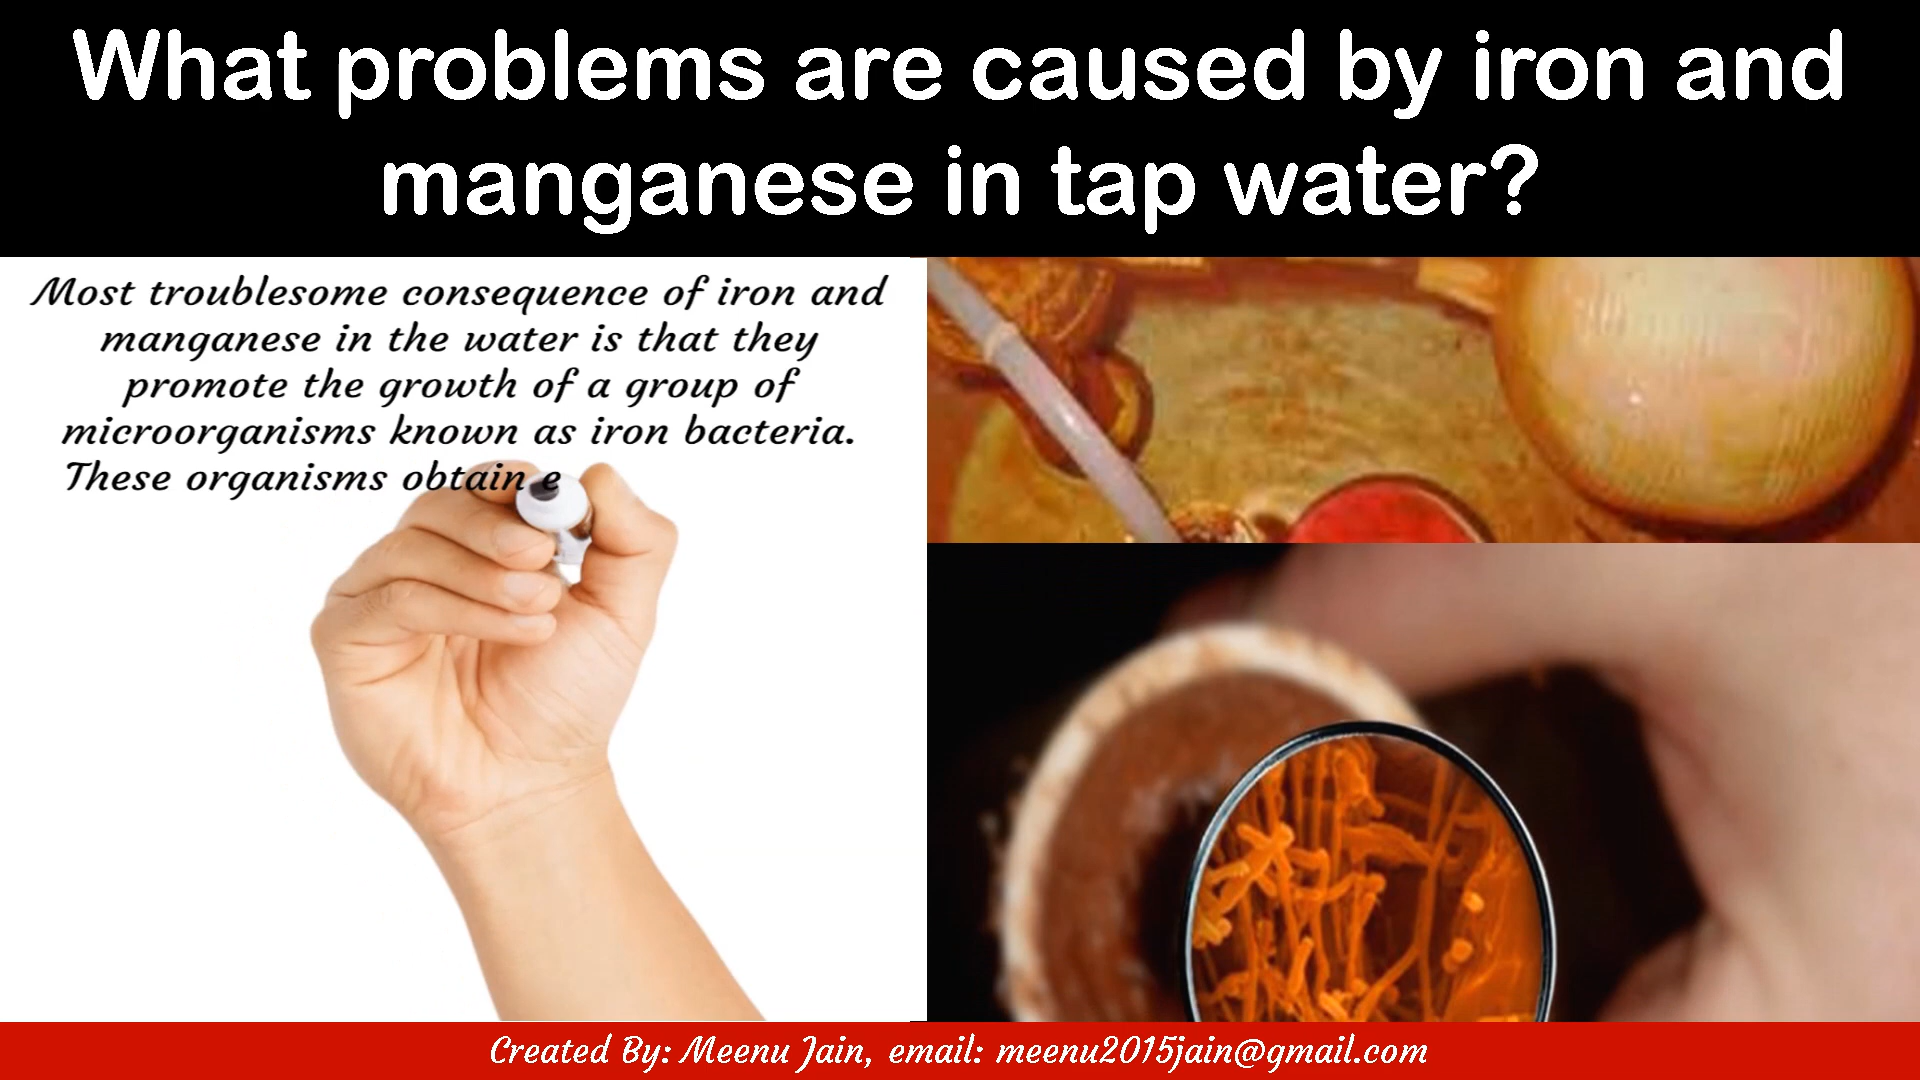 What problems are caused by iron and
manganese in tap water?
Most troublesome consequence of iron and
manganese in the water is that they
promote the growth of a group of
microorganisms known as iron bacteria.
These organisms obtain e
Created By: Meenu Jain, email: meenu2015jain@gmail.com